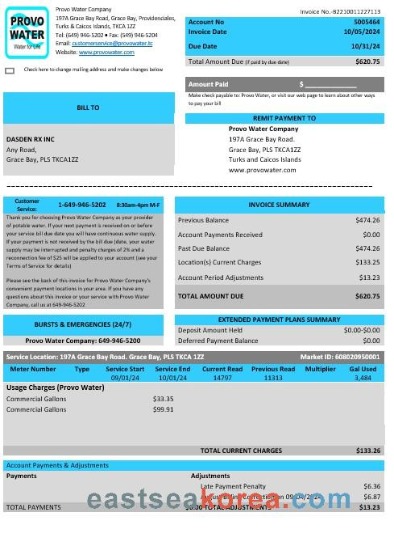 PROVO
WATER
Water for Life
Provo Water Company
197A Grace Bay Road, Grace Bay, Providenciales,
Turks & Caicos Islands, TKCA 1ZZ
Tel: (649) 946-5202 • Fax: (649) 946-5204
Email: customerservice@provowater.tc
Website: www.provowater.com
Check here to change mailing address and make changes below
Invoice No.-B2210011227113
Account No 5005464
Invoice Date 10/05/2024
Due Date 10/31/24
Total Amount Due (if paid by due date) $620.75
Amount Paid $
Make check payable to: Provo Water, or visit our web page to learn about other ways
to pay your bill
BILL TO
DASDEN RX INC
Any Road,
Grace Bay, PLS TKCA1ZZ
REMIT PAYMENT TO
Provo Water Company
197A Grace Bay Road.
Grace Bay, PLS TKCA1ZZ
Turks and Caicos Islands
www.provowater.com
Customer
Service: 1-649-946-5202 8:30am-4pm M-F
Thank you for choosing Provo Water Company as your provider
of potable water. If your next payment is received on or before
your service bill due date you will have continuous water supply.
If your payment is not received by the bill due date, your water
supply may be interrupted and penalty charges of 2% and a
reconnection fee of $25 will be applied to your account (see your
Terms of Service for details)
Please see the back of this invoice for Provo Water Company's
convenient payment locations in your area. If you have any
questions about this invoice or your service with Provo Water
Company, call us at 649-946-5202
INVOICE SUMMARY
Previous Balance $474.26
Account Payments Received $0.00
Past Due Balance $474.26
Location(s) Current Charges $133.25
Account Period Adjustments $13.23
TOTAL AMOUNT DUE $620.75
BURSTS & EMERGENCIES (24/7)
Provo Water Company: 649-946-5200
EXTENDED PAYMENT PLANS SUMMARY
Deposit Amount Held $0.00-$0.00
Deferred Payment Balance $0.00
Service Location: 197A Grace Bay Road. Grace Bay, PLS TKCA 1ZZ Market ID: 608020950001
Meter Number Type Service Start Service End Current Read Previous Read Multiplier Gal Used
09/01/24 10/01/24 14797 11313 3,484
Usage Charges (Provo Water)
Commercial Gallons $33.35
Commercial Gallons $99.91
TOTAL CURRENT CHARGES $133.26
Account Payments & Adjustments
Payments Adjustments
Late Payment Penalty $6.36
on 09/04/2024 $6.87
TOTAL PAYMENTS $0.00 TOTAL ADJUSTMENTS $13.23
eastseakorea.com